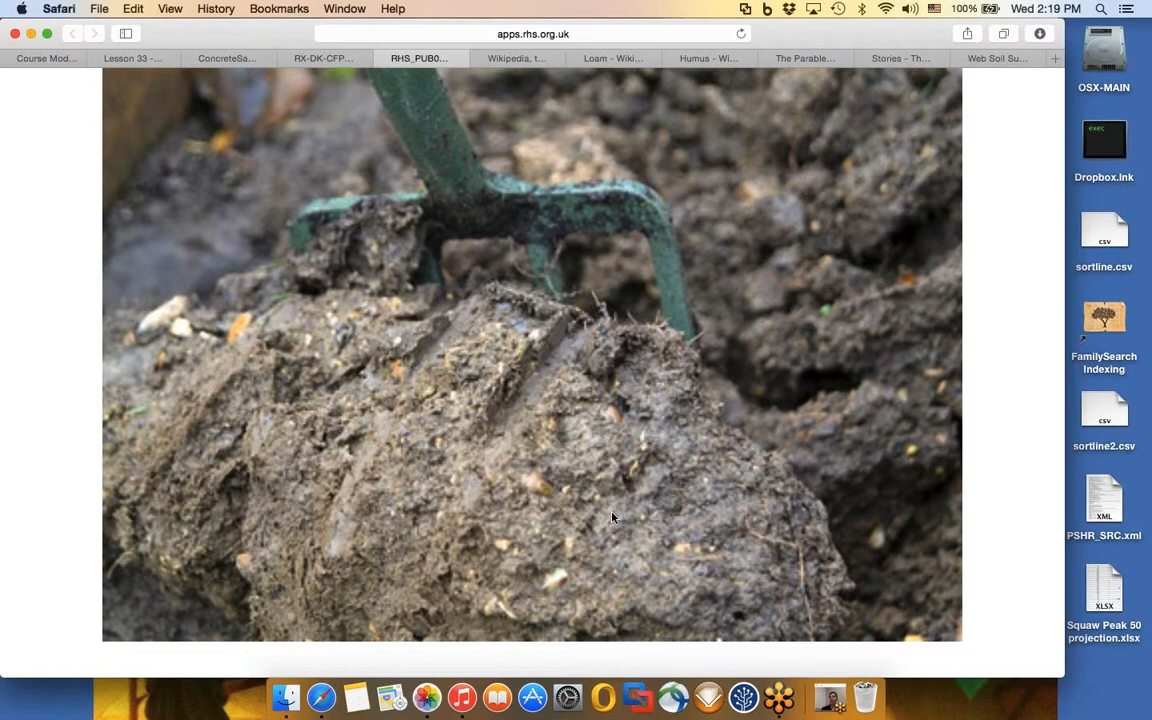 Safari File Edit View History Bookmarks Window Help 100% Wed 2:19 PM
apps.rhs.org.uk
Course Mod... Lesson 33 -... ConcreteSa... RX-DK-CFP... RHS_PUB0... Wikipedia, t... Loam - Wiki... Humus - Wi... The Parable... Stories - Th... Web Soil Su...
OSX-MAIN
exec
Dropbox.lnk
csv
sortline.csv
FamilySearch
Indexing
csv
sortline2.csv
XML
PSHR_SRC.xml
XLSX
Squaw Peak 50
projection.xlsx